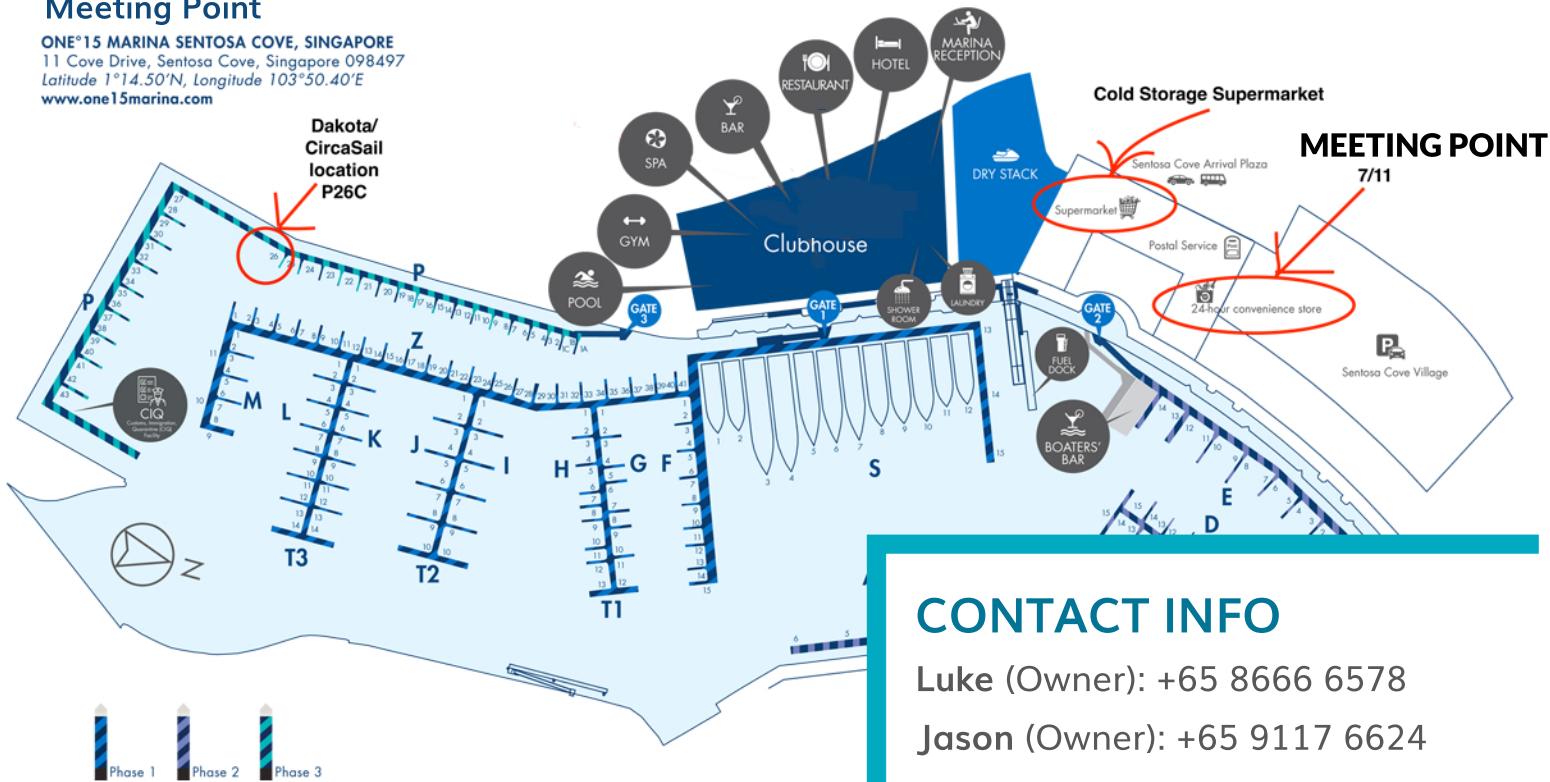 Meeting Point
ONE°15 MARINA SENTOSA COVE, SINGAPORE
11 Cove Drive, Sentosa Cove, Singapore 098497
Latitude 1°14.50'N, Longitude 103°50.40'E
www.one15marina.com
Dakota/
CircaSail
location
P26C
SPA
BAR
RESTAURANT
HOTEL
MARINA
RECEPTION
GYM
POOL
Clubhouse
DRY STACK
SHOWER
ROOM
LAUNDRY
Cold Storage Supermarket
MEETING POINT
7/11
Sentosa Cove Arrival Plaza
Supermarket
Postal Service
24-hour convenience store
Sentosa Cove Village
GATE
3
GATE
1
GATE
2
FUEL
DOCK
BOATERS'
BAR
CIQ
Customs, Immigration,
Quarantine (CIQ)
Facility
P
P
Z
M
L
K
J
I
H
G
F
S
E
D
T3
T2
T1
N
Phase 1
Phase 2
Phase 3
CONTACT INFO
Luke (Owner): +65 8666 6578
Jason (Owner): +65 9117 6624